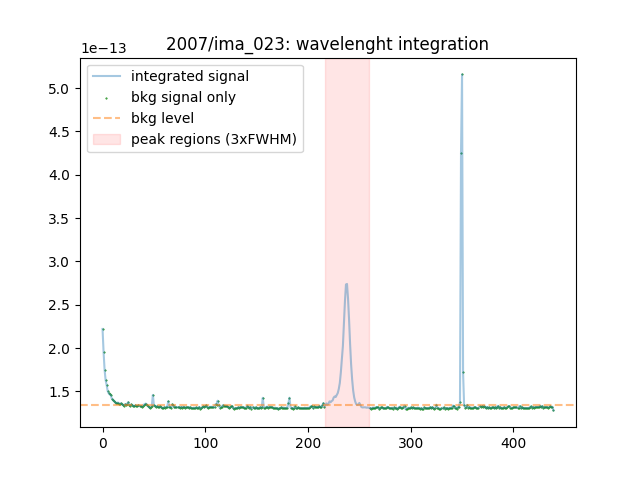 2007/ima_023: wavelenght integration
1e−13
integrated signal
bkg signal only
bkg level
peak regions (3xFWHM)
5.0
4.5
4.0
3.5
3.0
2.5
2.0
1.5
0 100 200 300 400